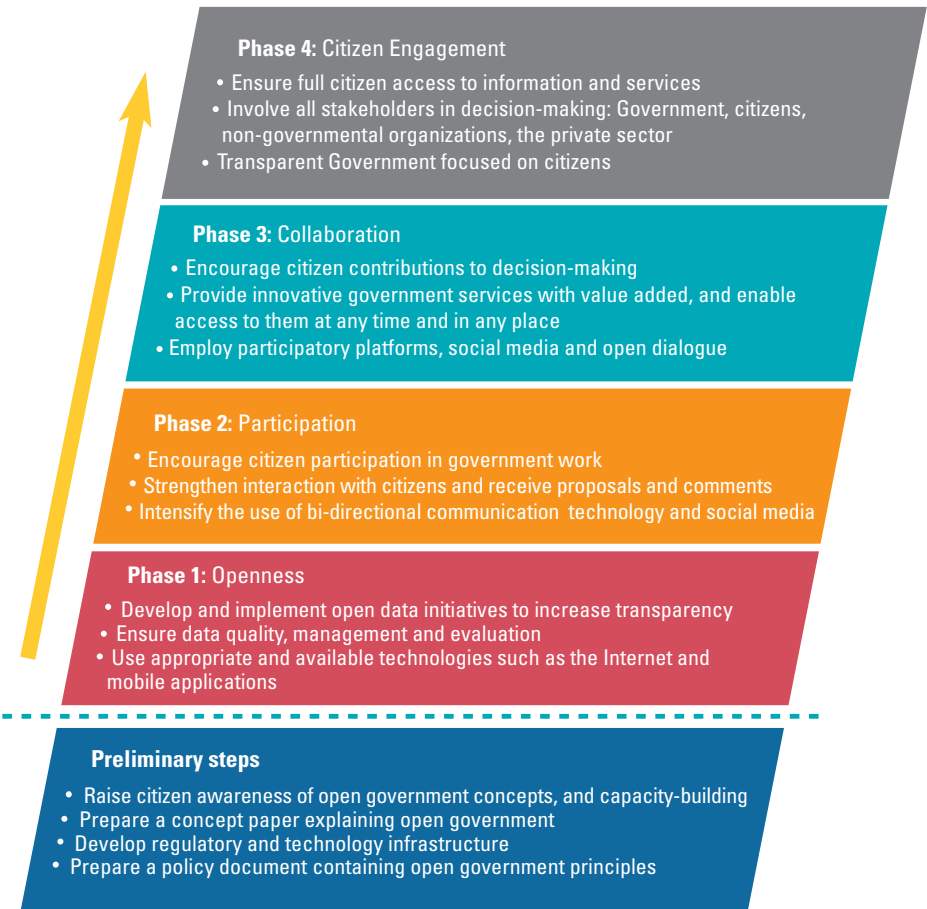 Phase 4: Citizen Engagement
• Ensure full citizen access to information and services
• Involve all stakeholders in decision-making: Government, citizens,
non-governmental organizations, the private sector
• Transparent Government focused on citizens
Phase 3: Collaboration
• Encourage citizen contributions to decision-making
• Provide innovative government services with value added, and enable
access to them at any time and in any place
• Employ participatory platforms, social media and open dialogue
Phase 2: Participation
• Encourage citizen participation in government work
• Strengthen interaction with citizens and receive proposals and comments
• Intensify the use of bi-directional communication technology and social media
Phase 1: Openness
• Develop and implement open data initiatives to increase transparency
• Ensure data quality, management and evaluation
• Use appropriate and available technologies such as the Internet and
mobile applications
Preliminary steps
• Raise citizen awareness of open government concepts, and capacity-building
• Prepare a concept paper explaining open government
• Develop regulatory and technology infrastructure
• Prepare a policy document containing open government principles